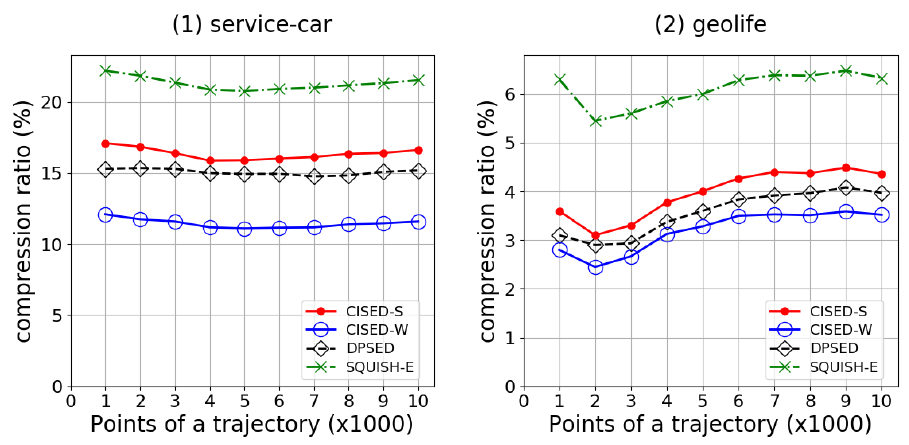 (1) service-car
compression ratio (%)
20
15
10
5
0
0 1 2 3 4 5 6 7 8 9 10
Points of a trajectory (x1000)
CISED-S
CISED-W
DPSED
SQUISH-E
(2) geolife
compression ratio (%)
6
5
4
3
2
1
0
0 1 2 3 4 5 6 7 8 9 10
Points of a trajectory (x1000)
CISED-S
CISED-W
DPSED
SQUISH-E